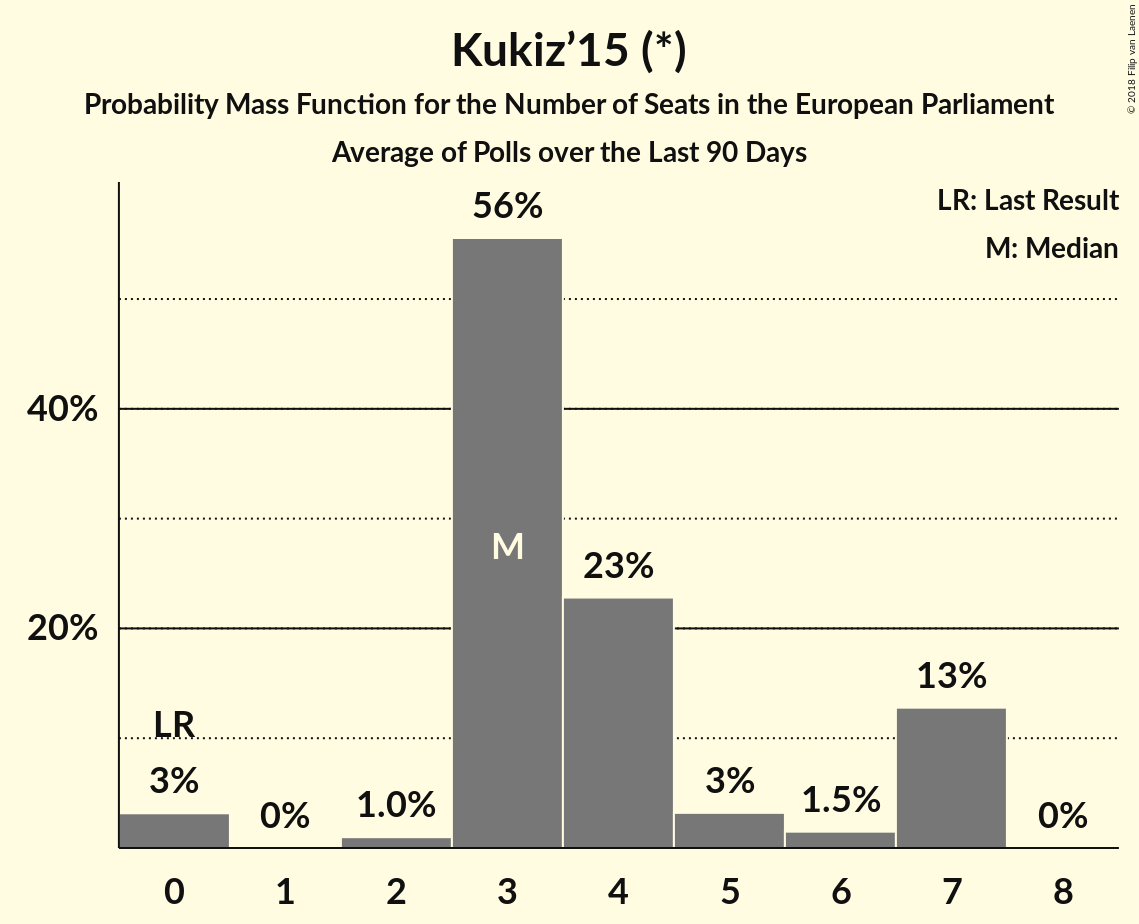 Kukiz’15 (*)
Probability Mass Function for the Number of Seats in the European Parliament
Average of Polls over the Last 90 Days
© 2018 Filip van Laenen
LR: Last Result
M: Median
56%
40%
M
23%
20%
13%
LR
3%
0%
1.0%
3%
1.5%
0%
0 1 2 3 4 5 6 7 8